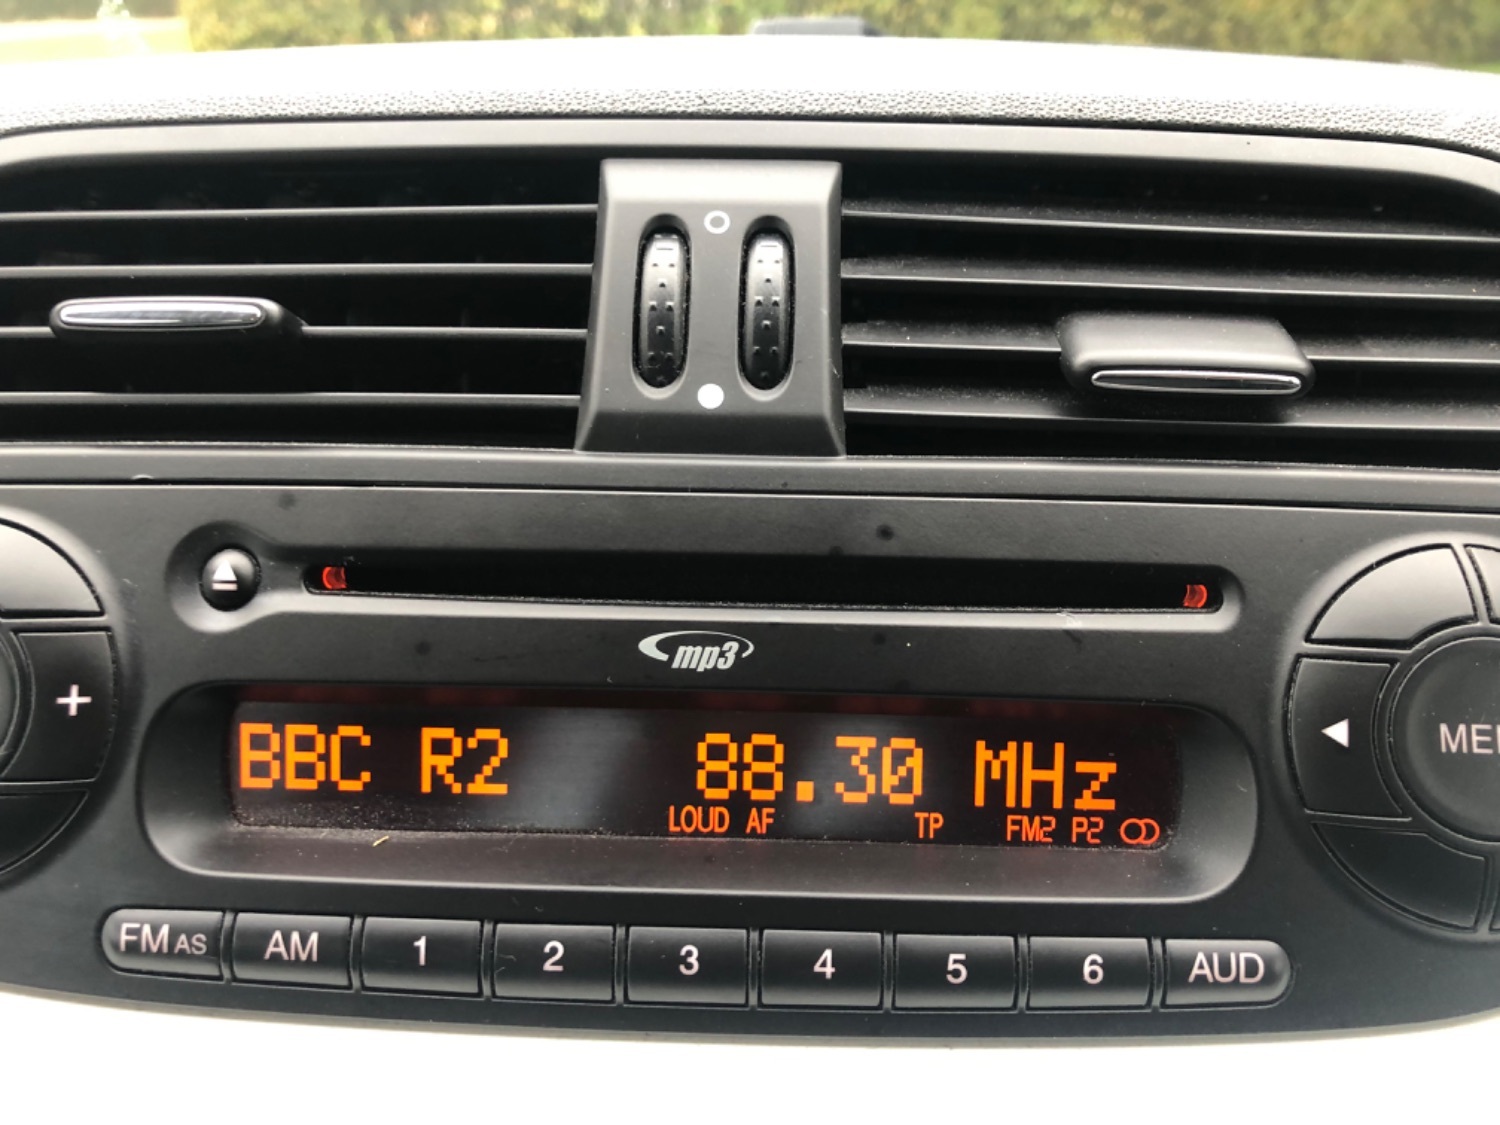 mp3
+
BBC R2 88.30 MHz
LOUD AF TP FM2 P2
FM AS AM 1 2 3 4 5 6 AUD